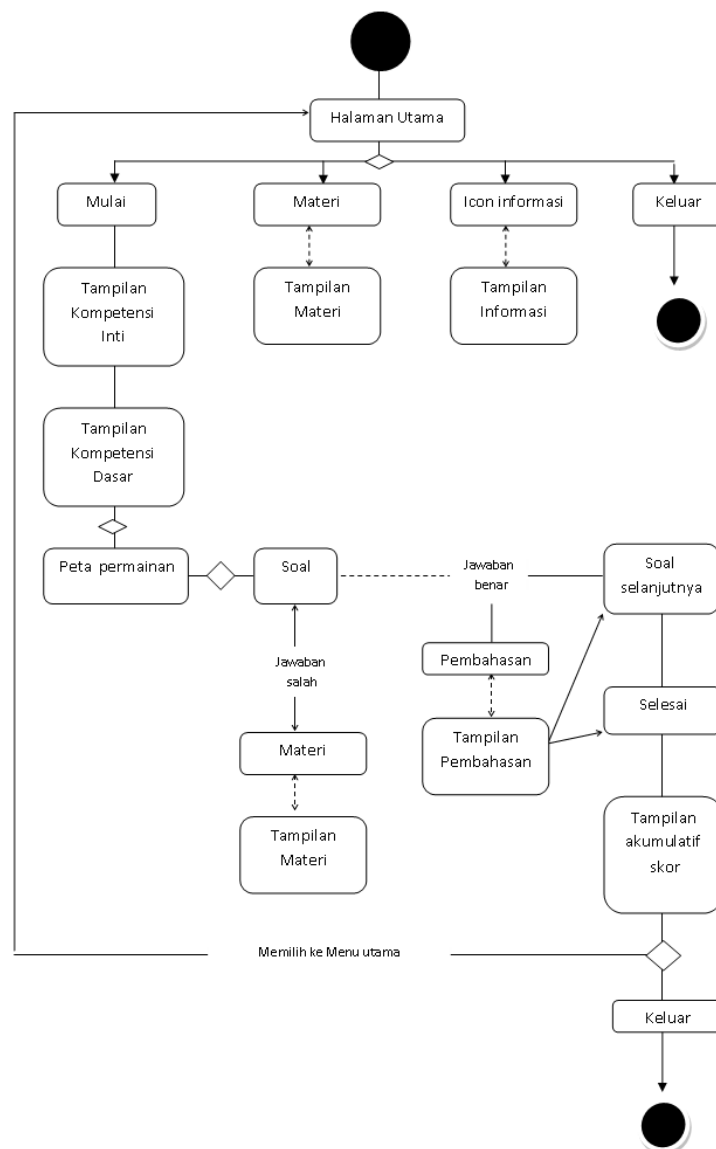 Halaman Utama
Mulai
Materi
Icon informasi
Keluar
Tampilan
Kompetensi
Inti
Tampilan
Materi
Tampilan
Informasi
Tampilan
Kompetensi
Dasar
Peta permainan
Soal
Jawaban
benar
Soal
selanjutnya
Jawaban
salah
Pembahasan
Materi
Tampilan
Pembahasan
Selesai
Tampilan
Materi
Tampilan
akumulatif
skor
Memilih ke Menu utama
Keluar